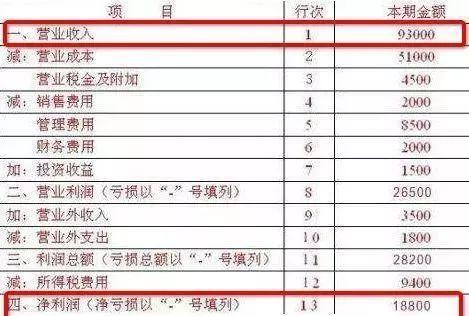 项 目 行次 本期金额
一、营业收入 1 93000
减：营业成本 2 51000
营业税金及附加 3 4500
减：销售费用 4 2000
管理费用 5 8500
财务费用 6 2000
加：投资收益 7 1500
二、营业利润（亏损以“-”号填列） 8 26500
加：营业外收入 9 3500
减：营业外支出 10 1800
三、利润总额（亏损总额以“-”号填列） 11 28200
减：所得税费用 12 9400
四、净利润（净亏损以“-”号填列） 13 18800